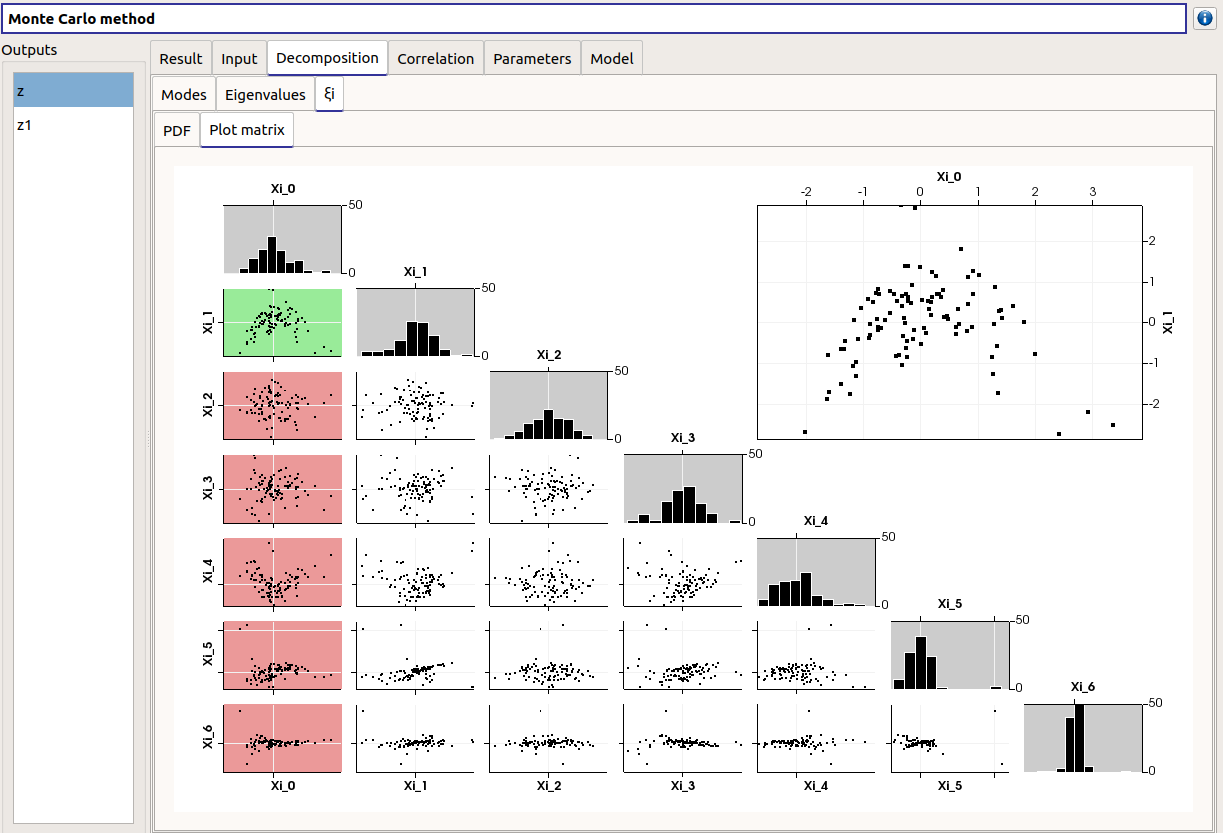 Monte Carlo method
Outputs
z
z1
Result Input Decomposition Correlation Parameters Model
Modes Eigenvalues ξi
PDF Plot matrix
Xi_0
50
0
Xi_1
50
0
Xi_2
50
0
Xi_3
50
0
Xi_4
50
0
Xi_5
50
0
Xi_6
50
0
Xi_1
Xi_2
Xi_3
Xi_4
Xi_5
Xi_6
Xi_0 Xi_1 Xi_2 Xi_3 Xi_4 Xi_5
Xi_0
-2 -1 0 1 2 3
2
1
0
-1
-2
Xi_1